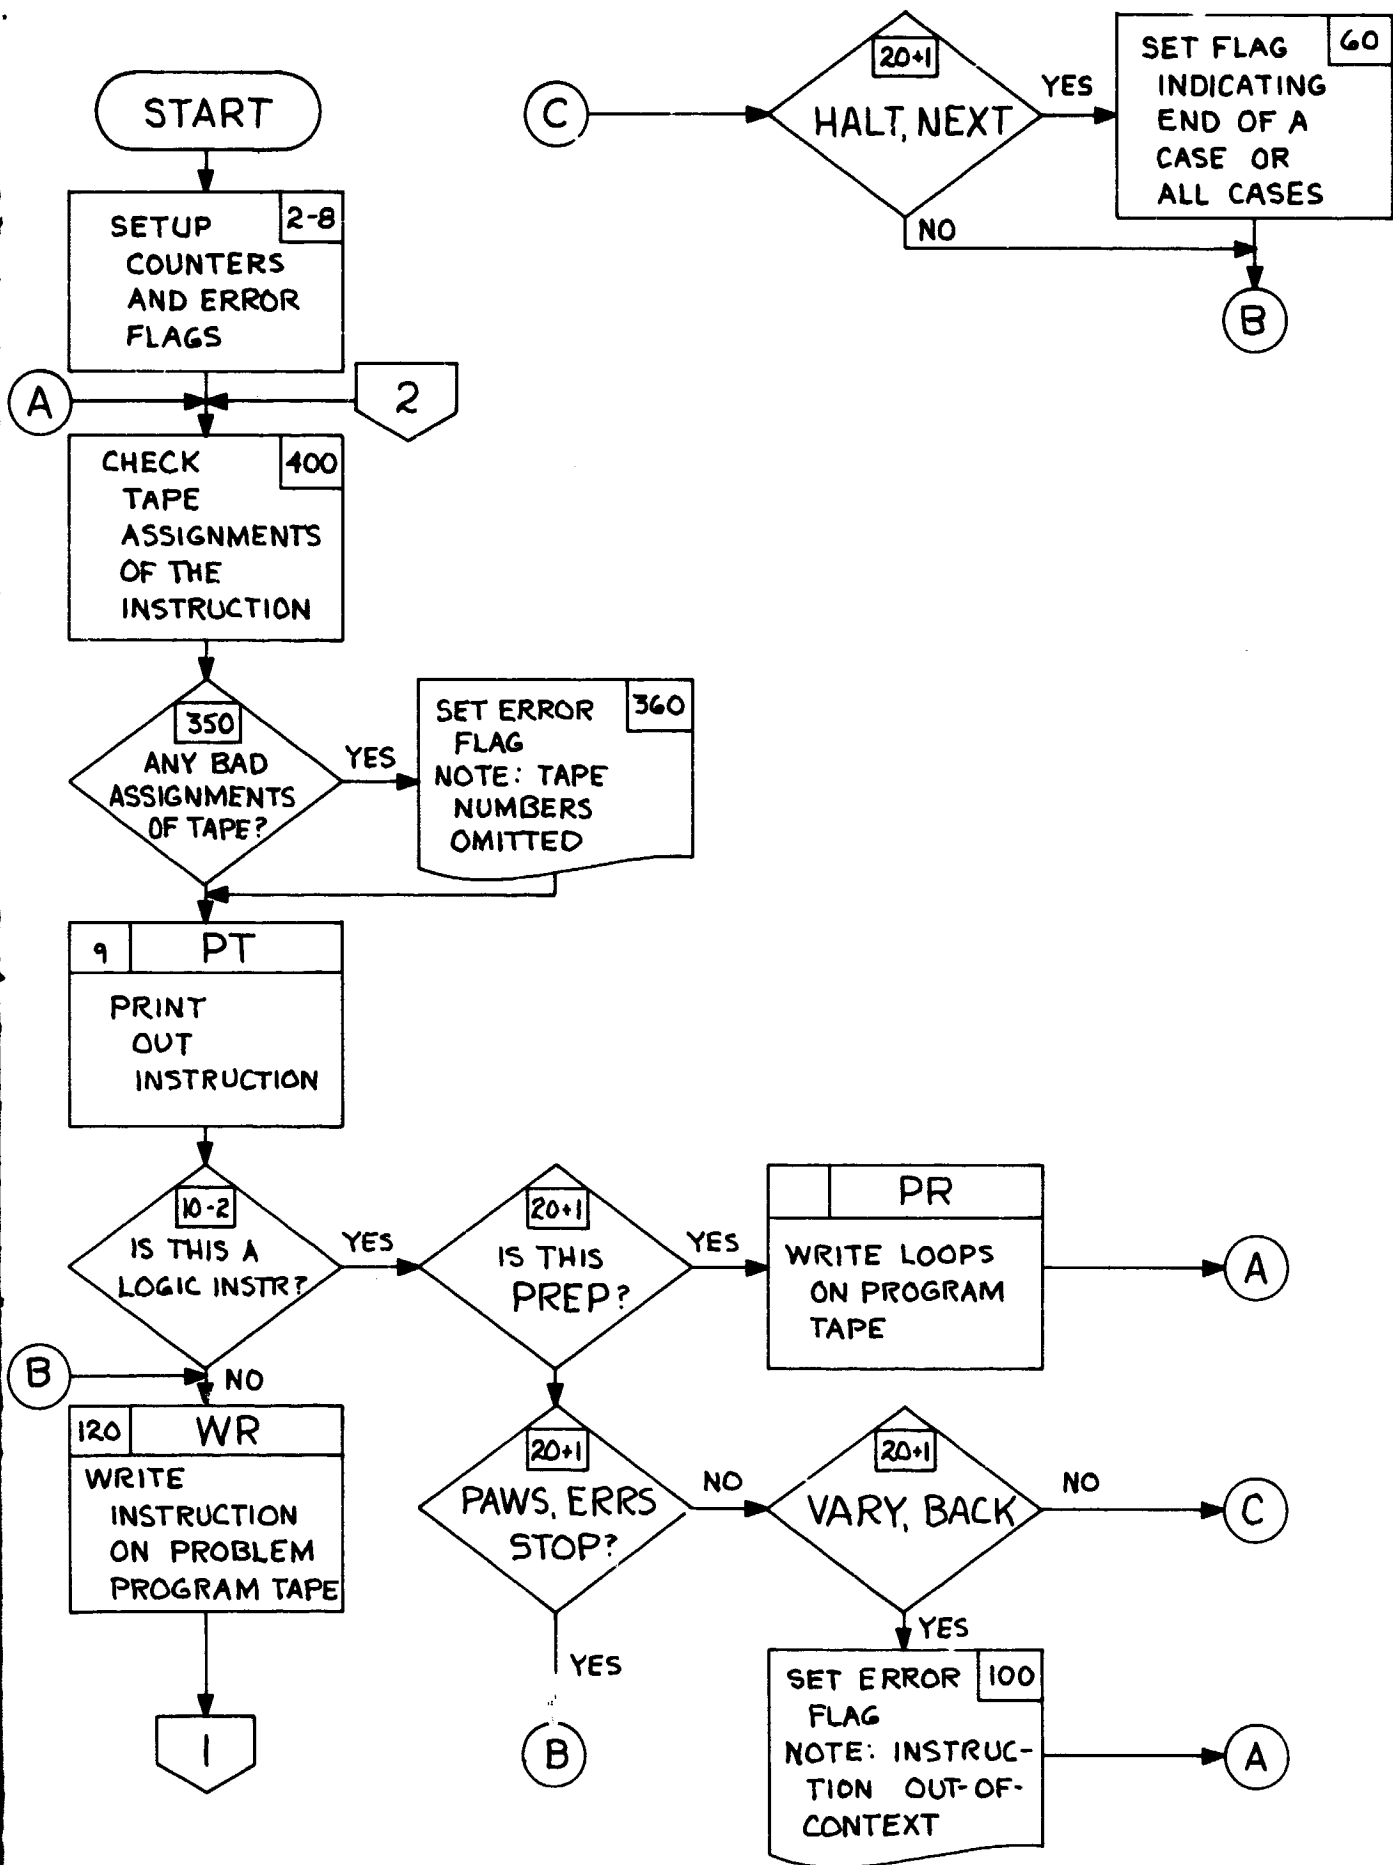 START
2-8
SETUP
COUNTERS
AND ERROR
FLAGS
A
2
400
CHECK
TAPE
ASSIGNMENTS
OF THE
INSTRUCTION
350
ANY BAD
ASSIGNMENTS
OF TAPE?
YES
360
SET ERROR
FLAG
NOTE: TAPE
NUMBERS
OMITTED
9 PT
PRINT
OUT
INSTRUCTION
10-2
IS THIS A
LOGIC INSTR?
YES
NO
20+1
IS THIS
PREP?
YES
PR
WRITE LOOPS
ON PROGRAM
TAPE
A
B
120 WR
WRITE
INSTRUCTION
ON PROBLEM
PROGRAM TAPE
1
20+1
PAWS, ERRS
STOP?
NO
YES
B
20+1
VARY, BACK
NO
C
YES
100
SET ERROR
FLAG
NOTE: INSTRUC-
TION OUT-OF-
CONTEXT
A
C
20+1
HALT, NEXT
YES
NO
60
SET FLAG
INDICATING
END OF A
CASE OR
ALL CASES
B